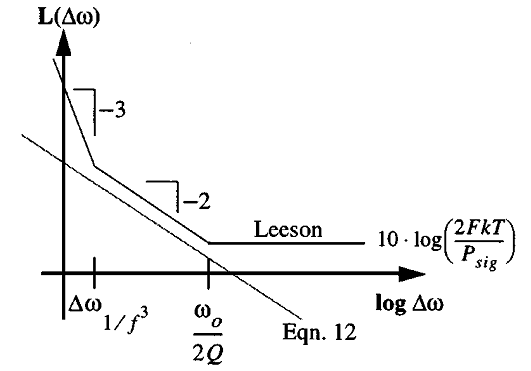 L(Δω)
−3
−2
Leeson
10 · log(2FkT / P_sig)
Δω 1/f³
ω_o / 2Q
log Δω
Eqn. 12